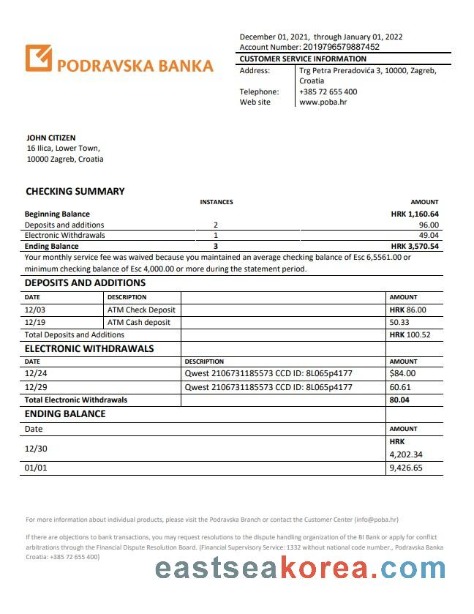 December 01, 2021, through January 01, 2022
Account Number: 2019796579887452
PODRAVSKA BANKA
CUSTOMER SERVICE INFORMATION
Address: Trg Petra Preradovića 3, 10000, Zagreb,
Croatia
Telephone: +385 72 655 400
Web site www.poba.hr
JOHN CITIZEN
16 Ilica, Lower Town,
10000 Zagreb, Croatia
CHECKING SUMMARY
INSTANCES AMOUNT
Beginning Balance HRK 1,160.64
Deposits and additions 2 96.00
Electronic Withdrawals 1 49.04
Ending Balance 3 HRK 3,570.54
Your monthly service fee was waived because you maintained an average checking balance of Esc 6,5561.00 or
minimum checking balance of Esc 4,000.00 or more during the statement period.
DEPOSITS AND ADDITIONS
DATE DESCRIPTION AMOUNT
12/03 ATM Check Deposit HRK 86.00
12/19 ATM Cash deposit 50.33
Total Deposits and Additions HRK 100.52
ELECTRONIC WITHDRAWALS
DATE DESCRIPTION AMOUNT
12/24 Qwest 2106731185573 CCD ID: 8L065p4177 $84.00
12/29 Qwest 2106731185573 CCD ID: 8L065p4177 60.61
Total Electronic Withdrawals 80.04
ENDING BALANCE
Date AMOUNT
12/30 HRK
4,202.34
01/01 9,426.65
For more information about individual products, please visit the Podravska Branch or contact the Customer Center (info@poba.hr)
If there are objections to bank transactions, you may request resolutions to the dispute handling organization of the BI Bank or apply for conflict
arbitrations through the Financial Dispute Resolution Board. (Financial Supervisory Service: 1332 without national code number., Podravska Banka
Croatia: +385 72 655 400)
eastseakorea.com